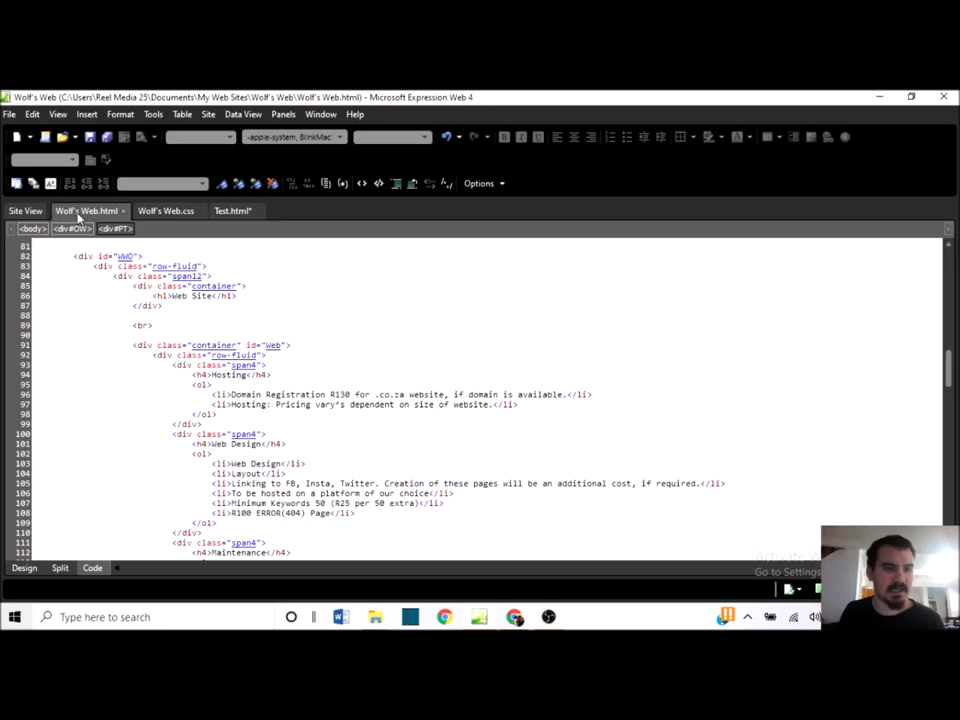 Wolf's Web (C:\Users\Reel Media 25\Documents\My Web Sites\Wolf's Web\Wolf's Web.html) - Microsoft Expression Web 4
File Edit View Insert Format Tools Table Site Data View Panels Window Help
-apple-system, BlinkMac
Options
Site View Wolf's Web.html × Wolf's Web.css Test.html*
<body> <div#OW> <div#PT>
81
82 <div id="WWO">
83 <div class="row-fluid">
84 <div class="span12">
85 <div class="container">
86 <h1>Web Site</h1>
87 </div>
88
89 <br>
90
91 <div class="container" id="Web">
92 <div class="row-fluid">
93 <div class="span4">
94 <h4>Hosting</h4>
95 <ol>
96 <li>Domain Registration R130 for .co.za website, if domain is available.</li>
97 <li>Hosting: Pricing vary's dependent on size of website.</li>
98 </ol>
99 </div>
100 <div class="span4">
101 <h4>Web Design</h4>
102 <ol>
103 <li>Web Design</li>
104 <li>Layout</li>
105 <li>Linking to FB, Insta, Twitter. Creation of these pages will be an additional cost, if required.</li>
106 <li>To be hosted on a platform of our choice</li>
107 <li>Minimum Keywords 50 (R25 per 50 extra)</li>
108 <li>R100 ERROR(404) Page</li>
109 </ol>
110 </div>
111 <div class="span4">
112 <h4>Maintenance</h4>
Activate W
Go to Settings
Design Split Code
Type here to search